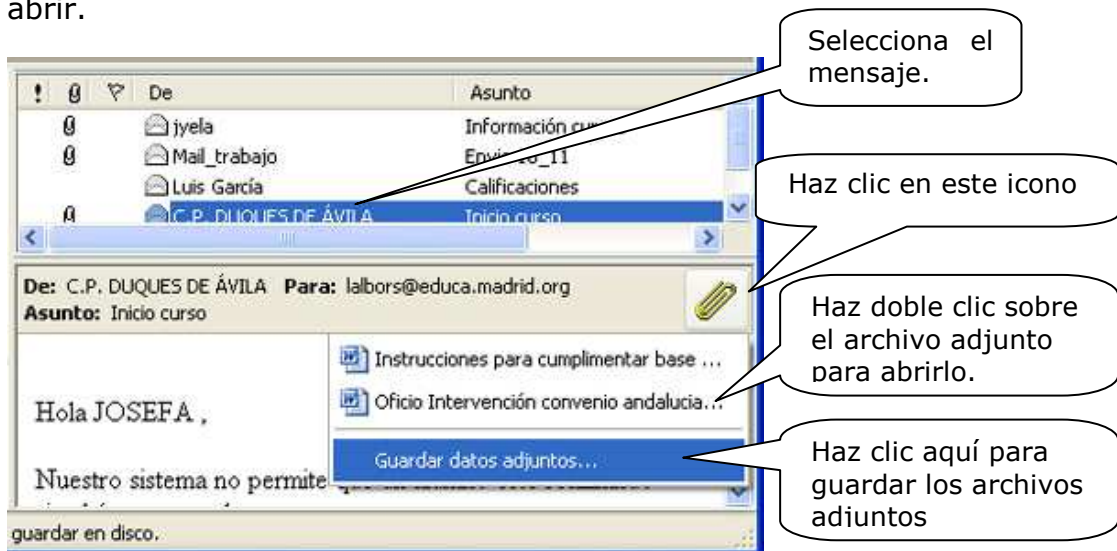 abrir.
Selecciona el
mensaje.
! De Asunto
jyela Información
Mail_trabajo
Luis García Calificaciones
C.P. DUQUES DE ÁVILA Inicio curso
Haz clic en este icono
De: C.P. DUQUES DE ÁVILA Para: lalbors@educa.madrid.org
Asunto: Inicio curso
Haz doble clic sobre
el archivo adjunto
para abrirlo.
Instrucciones para cumplimentar base ...
Oficio Intervención convenio andalucia...
Guardar datos adjuntos...
Haz clic aquí para
guardar los archivos
adjuntos
Hola JOSEFA ,
Nuestro sistema no permite
guardar en disco.